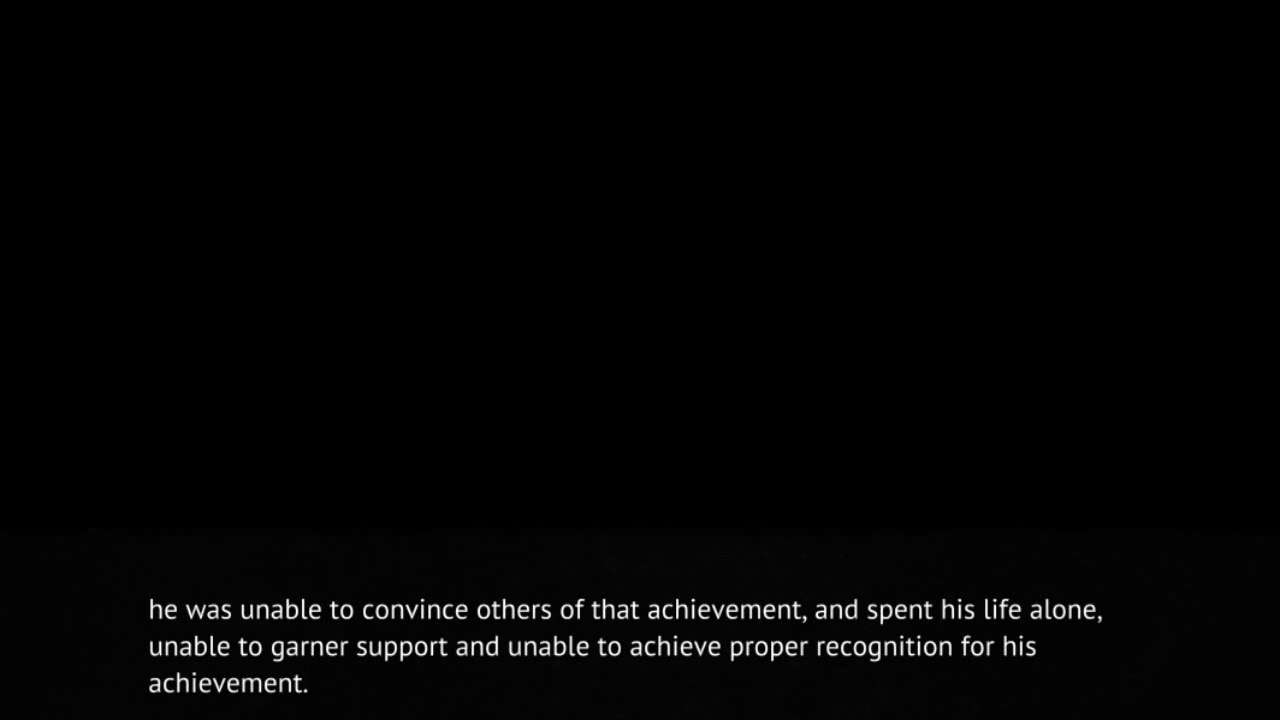 he was unable to convince others of that achievement, and spent his life alone,
unable to garner support and unable to achieve proper recognition for his
achievement.